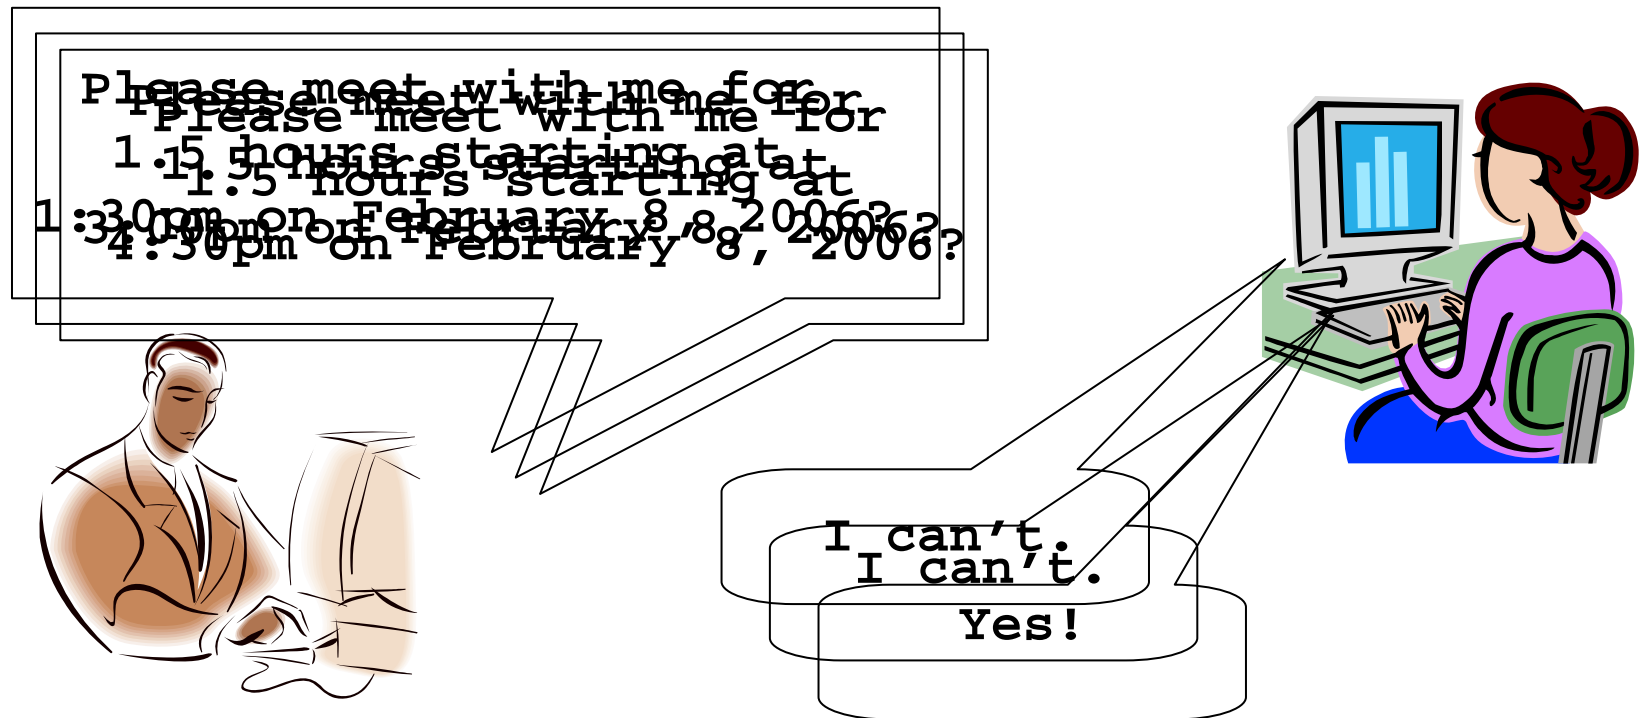 Please meet with me for
1.5 hours starting at
1:30pm on February 8, 2006?
Please meet with me for
1.5 hours starting at
3:00pm on February 8, 2006?
Please meet with me for
1.5 hours starting at
4:30pm on February 8, 2006?
I can’t.
I can’t.
Yes!